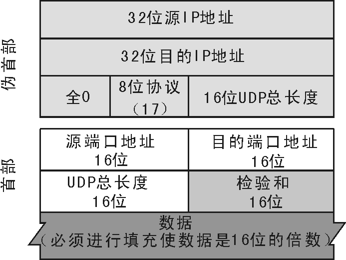 伪首部
32位源IP地址
32位目的IP地址
全0
8位协议
(17)
16位UDP总长度
首部
源端口地址
16位
目的端口地址
16位
UDP总长度
16位
检验和
16位
数据
(必须进行填充使数据是16位的倍数)